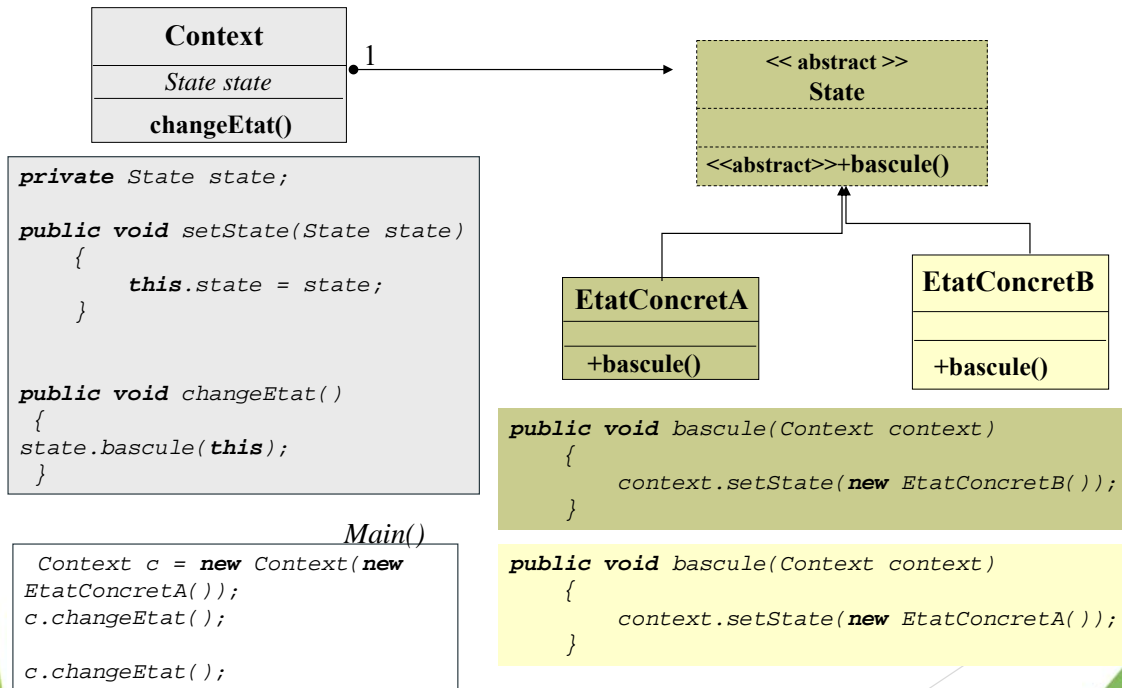 Context
State state
changeEtat()
1
<< abstract >>
State
<<abstract>>+bascule()
EtatConcretA
+bascule()
EtatConcretB
+bascule()
private State state;
public void setState(State state)
{
this.state = state;
}
public void changeEtat()
{
state.bascule(this);
}
public void bascule(Context context)
{
context.setState(new EtatConcretB());
}
Main()
Context c = new Context(new
EtatConcretA());
c.changeEtat();
c.changeEtat();
public void bascule(Context context)
{
context.setState(new EtatConcretA());
}